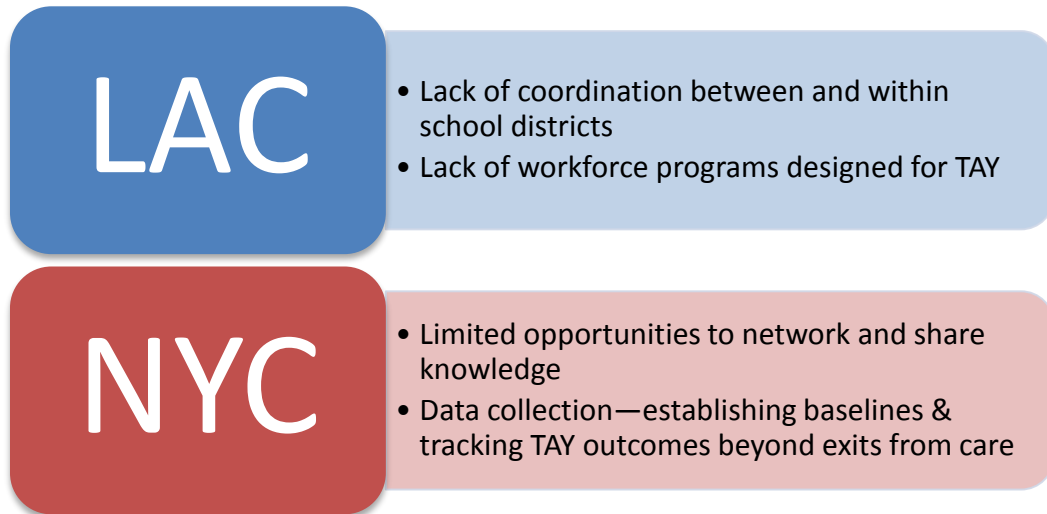 LAC
• Lack of coordination between and within
school districts
• Lack of workforce programs designed for TAY
NYC
• Limited opportunities to network and share
knowledge
• Data collection—establishing baselines &
tracking TAY outcomes beyond exits from care